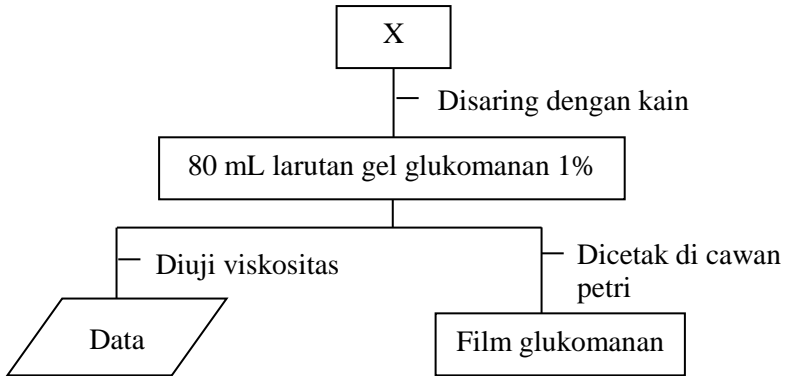 X
Disaring dengan kain
80 mL larutan gel glukomanan 1%
Diuji viskositas
Dicetak di cawan
petri
Data
Film glukomanan